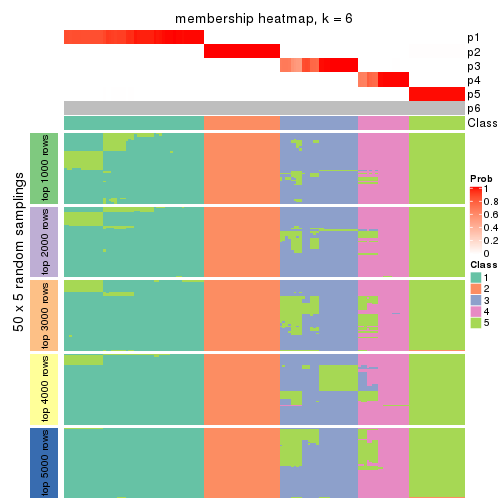 membership heatmap, k = 6
p1
p2
p3
p4
p5
p6
Class
50 x 5 random samplings
top 1000 rows
top 2000 rows
top 3000 rows
top 4000 rows
top 5000 rows
Prob
1
0.8
0.6
0.4
0.2
0
Class
1
2
3
4
5